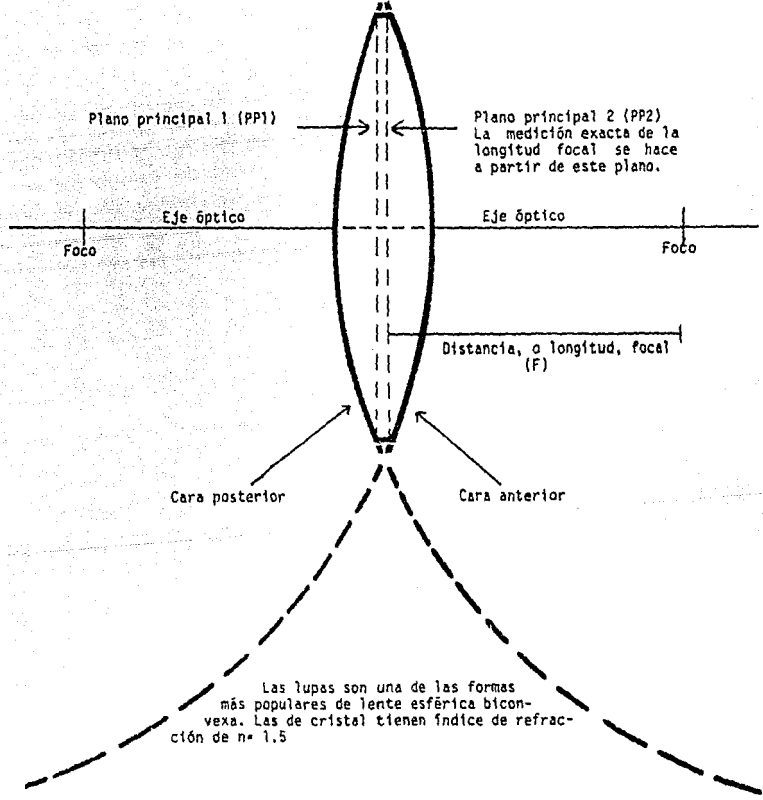 Plano principal 1 (PP1)
Plano principal 2 (PP2)
La medición exacta de la
longitud focal se hace
a partir de este plano.
Eje óptico
Eje óptico
Foco
Foco
Distancia, o longitud, focal
(F)
Cara posterior
Cara anterior
Las lupas son una de las formas
más populares de lente esférica bicon-
vexa. Las de cristal tienen índice de refrac-
ción de n= 1.5